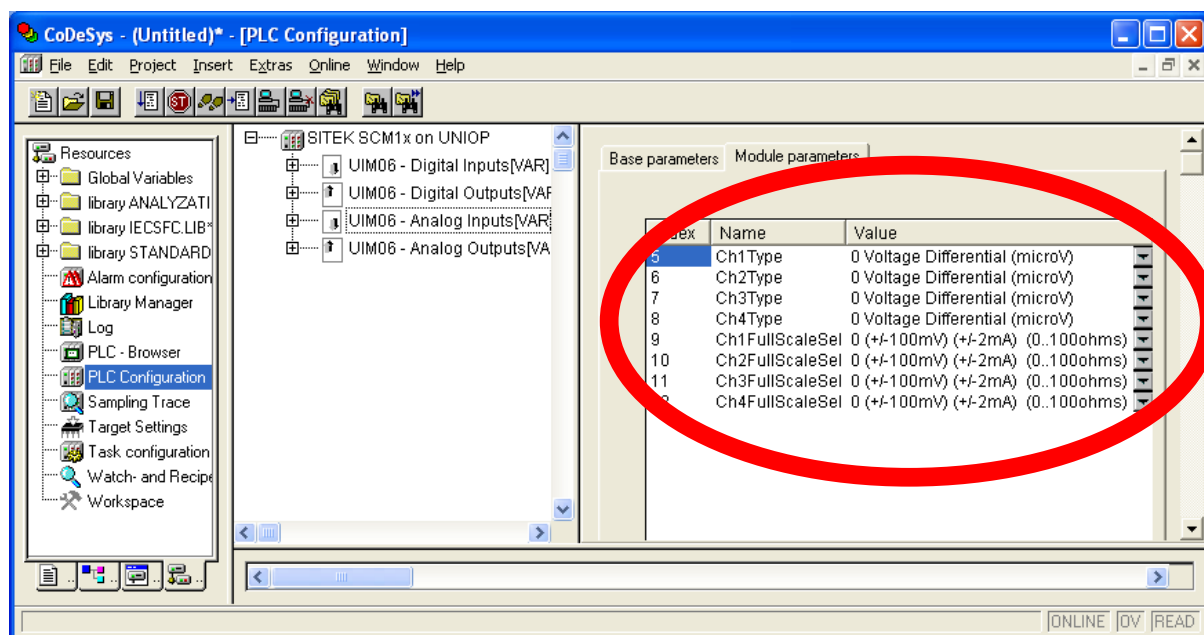 CoDeSys - (Untitled)* - [PLC Configuration]
File Edit Project Insert Extras Online Window Help
Resources
Global Variables
library ANALYZATI
library IECSFC.LIB*
library STANDARD
Alarm configuration
Library Manager
Log
PLC - Browser
PLC Configuration
Sampling Trace
Target Settings
Task configuration
Watch- and Recipe
Workspace
SITEK SCM1x on UNIOP
UIM06 - Digital Inputs[VAR]
UIM06 - Digital Outputs[VAR
UIM06 - Analog Inputs[VAR]
UIM06 - Analog Outputs[VA
Base parameters Module parameters
Name Value
5 Ch1Type 0 Voltage Differential (microV)
6 Ch2Type 0 Voltage Differential (microV)
7 Ch3Type 0 Voltage Differential (microV)
8 Ch4Type 0 Voltage Differential (microV)
9 Ch1FullScaleSel 0 (+/-100mV) (+/-2mA) (0..100ohms)
10 Ch2FullScaleSel 0 (+/-100mV) (+/-2mA) (0..100ohms)
11 Ch3FullScaleSel 0 (+/-100mV) (+/-2mA) (0..100ohms)
Ch4FullScaleSel 0 (+/-100mV) (+/-2mA) (0..100ohms)
ONLINE OV READ